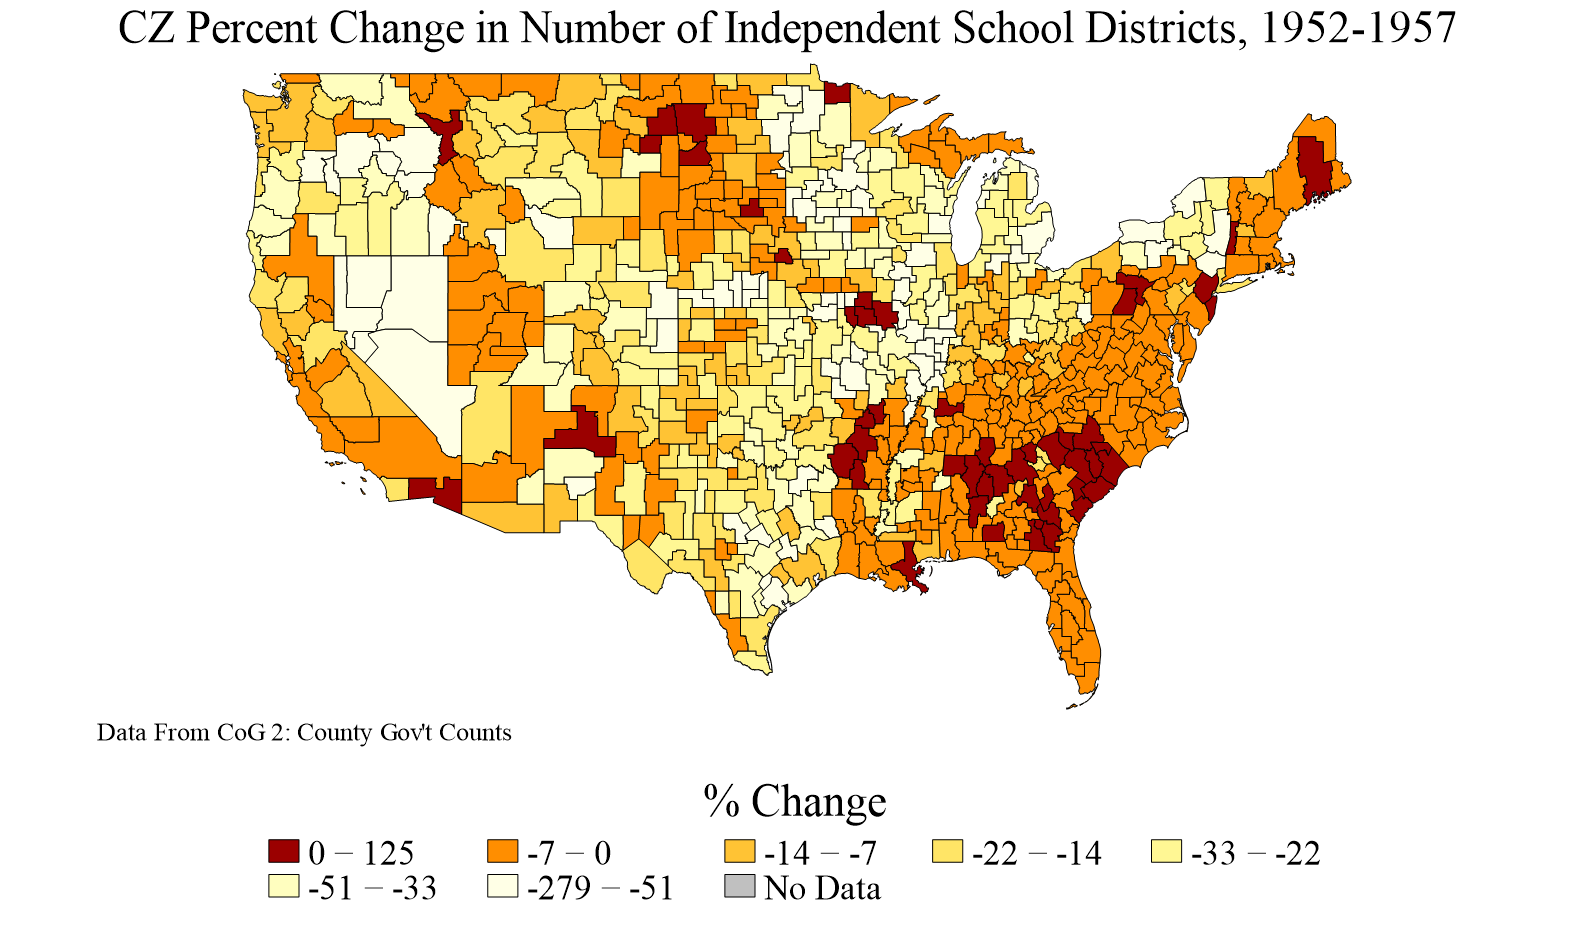 CZ Percent Change in Number of Independent School Districts, 1952-1957
Data From CoG 2: County Gov't Counts
% Change
0 − 125 -7 − 0 -14 − -7 -22 − -14 -33 − -22
-51 − -33 -279 − -51 No Data